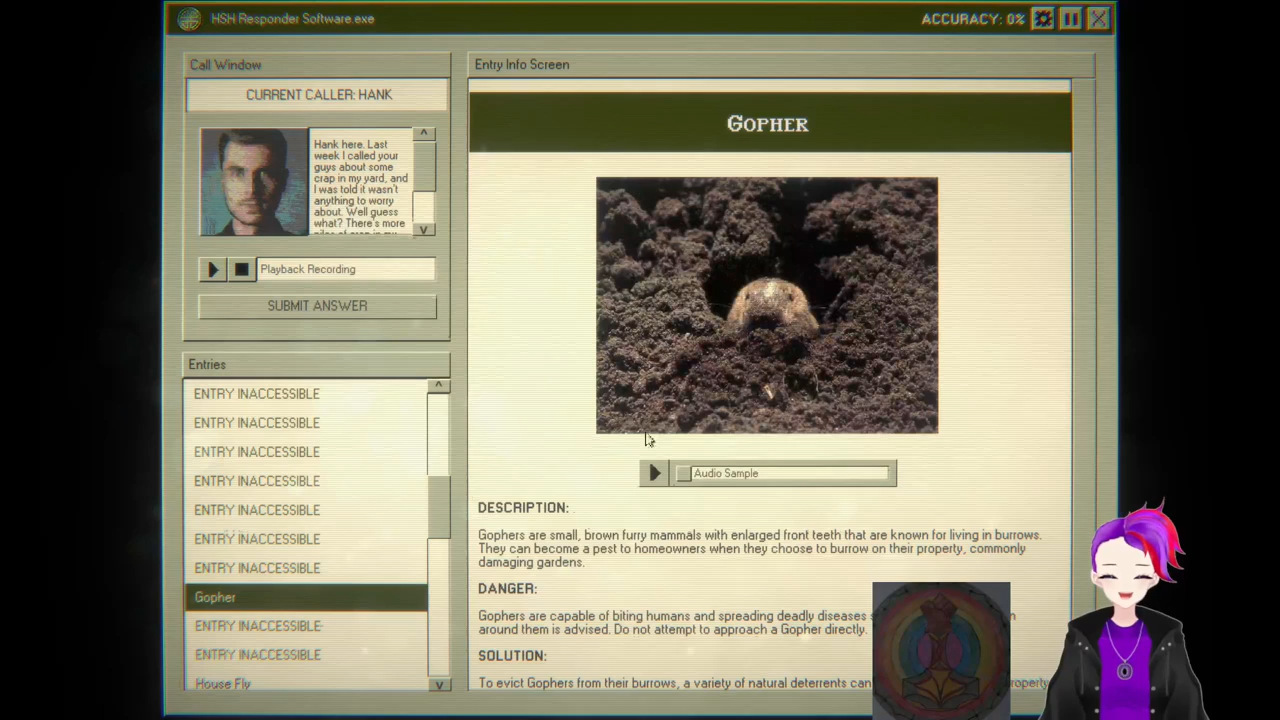 HSH Responder Software.exe
ACCURACY: 0%
Call Window
CURRENT CALLER: HANK
Hank here. Last
week I called your
guys about some
crap in my yard, and
I was told it wasn't
anything to worry
about. Well guess
what? There's more
Playback Recording
SUBMIT ANSWER
Entries
ENTRY INACCESSIBLE
ENTRY INACCESSIBLE
ENTRY INACCESSIBLE
ENTRY INACCESSIBLE
ENTRY INACCESSIBLE
ENTRY INACCESSIBLE
ENTRY INACCESSIBLE
Gopher
ENTRY INACCESSIBLE
ENTRY INACCESSIBLE
House Fly
Entry Info Screen
GOPHER
Audio Sample
DESCRIPTION:
Gophers are small, brown furry mammals with enlarged front teeth that are known for living in burrows.
They can become a pest to homeowners when they choose to burrow on their property, commonly
damaging gardens.
DANGER:
Gophers are capable of biting humans and spreading deadly diseases
around them is advised. Do not attempt to approach a Gopher directly.
SOLUTION:
To evict Gophers from their burrows, a variety of natural deterrents can